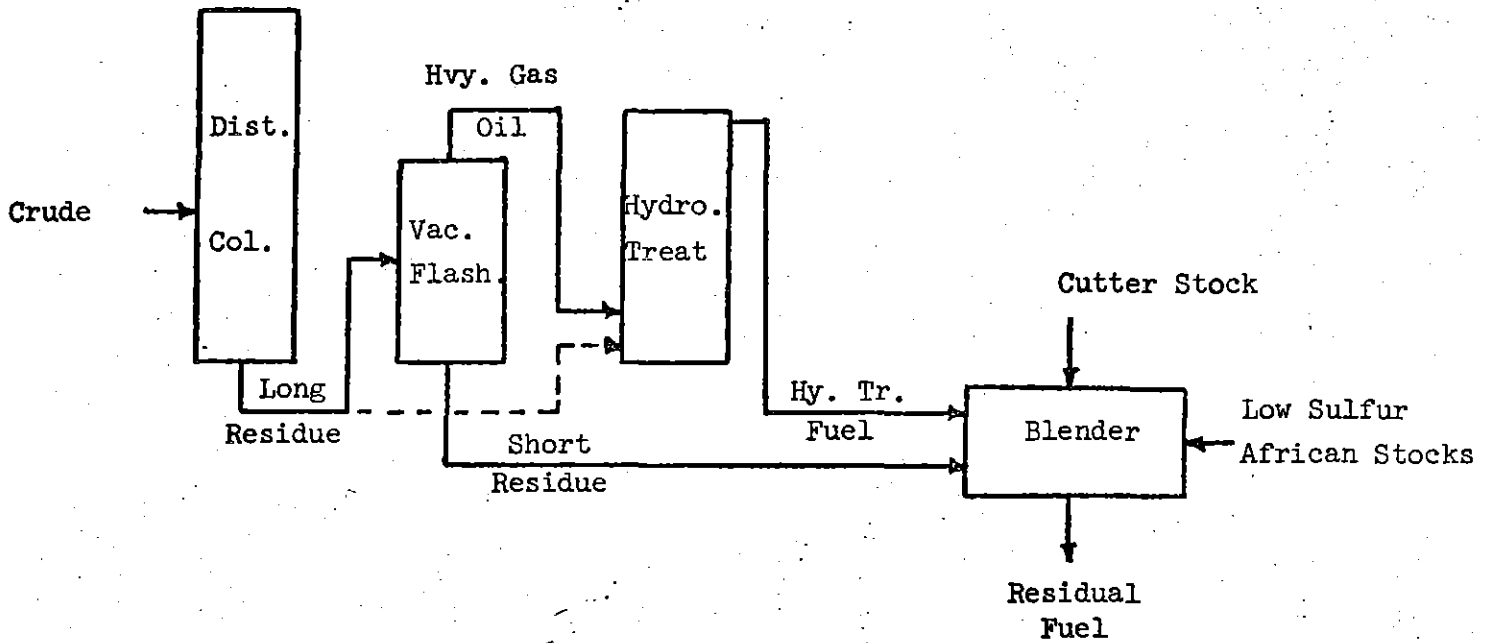 Hvy. Gas
Oil
Dist.
Col.
Crude
Vac.
Flash.
Hydro.
Treat
Long
Residue
Short
Residue
Hy. Tr.
Fuel
Cutter Stock
Blender
Low Sulfur
African Stocks
Residual
Fuel